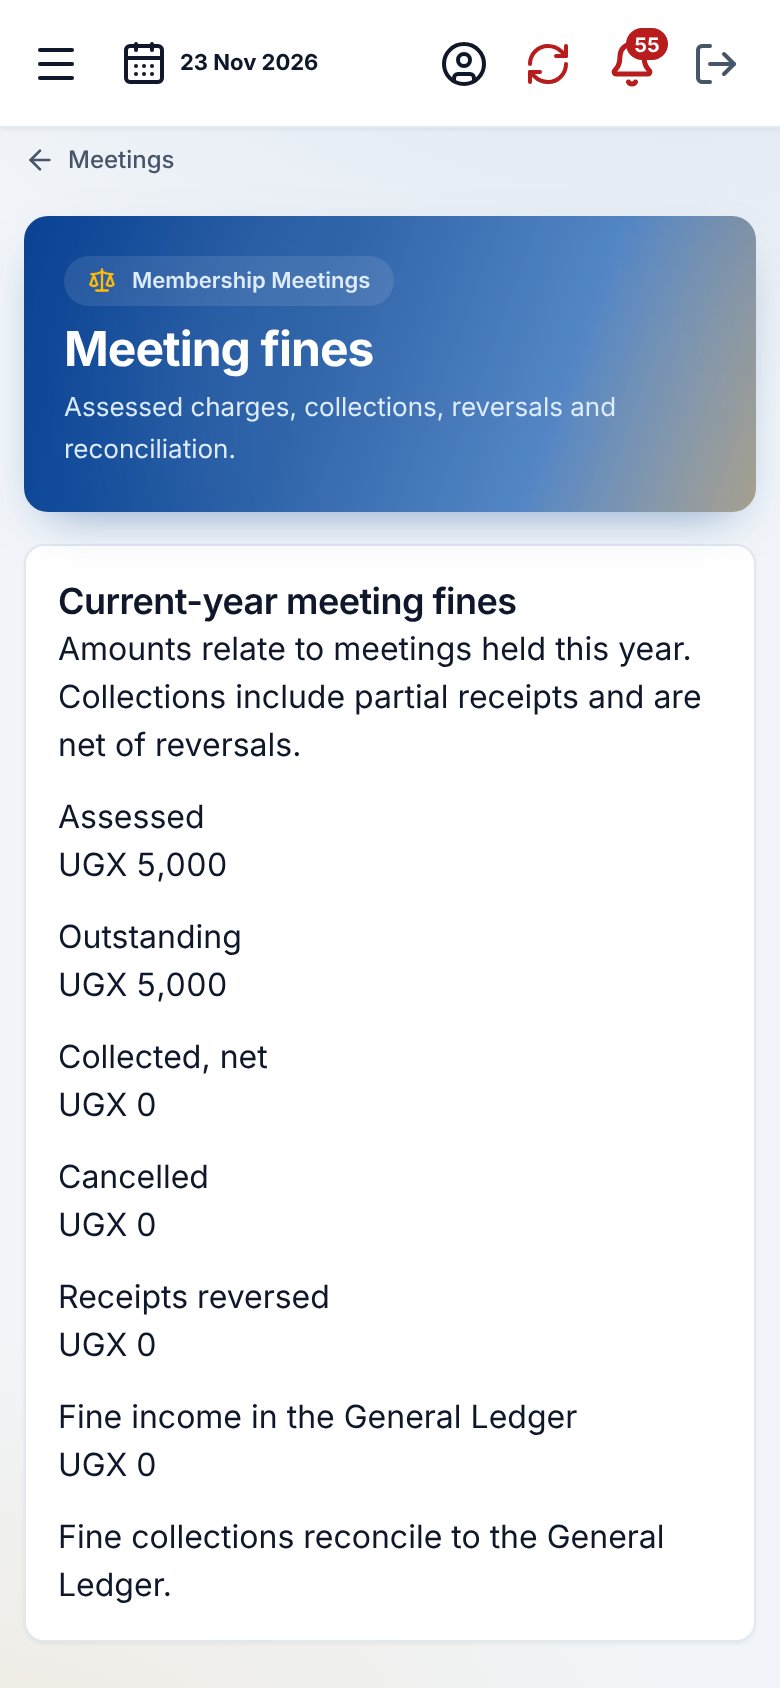 23 Nov 2026
55
Meetings
Membership Meetings
Meeting fines
Assessed charges, collections, reversals and
reconciliation.
Current-year meeting fines
Amounts relate to meetings held this year.
Collections include partial receipts and are
net of reversals.
Assessed
UGX 5,000
Outstanding
UGX 5,000
Collected, net
UGX 0
Cancelled
UGX 0
Receipts reversed
UGX 0
Fine income in the General Ledger
UGX 0
Fine collections reconcile to the General
Ledger.